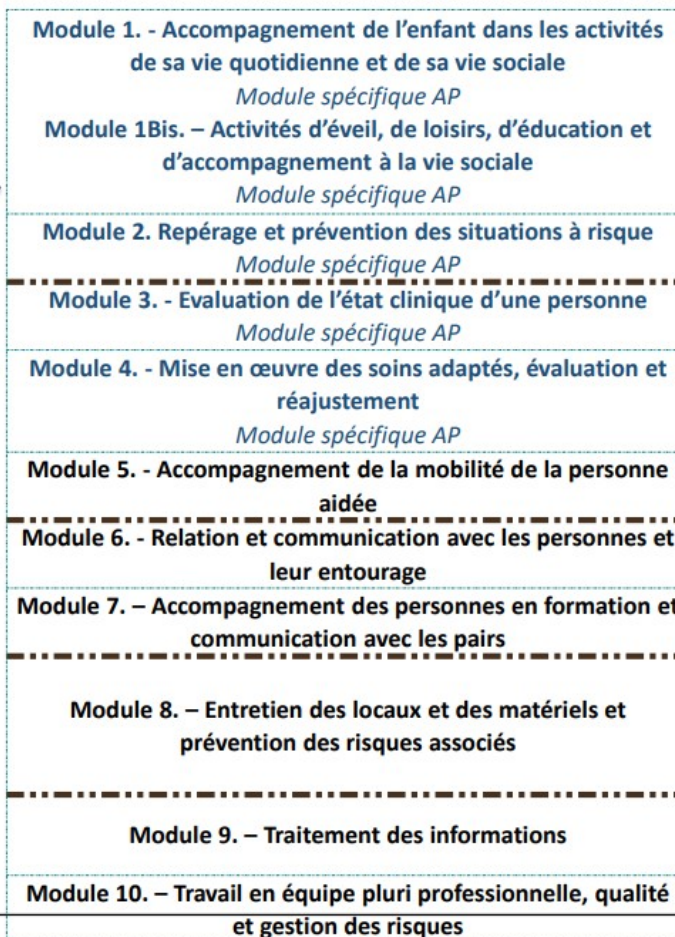 Module 1. - Accompagnement de l’enfant dans les activités
de sa vie quotidienne et de sa vie sociale
Module spécifique AP
Module 1Bis. – Activités d’éveil, de loisirs, d’éducation et
d’accompagnement à la vie sociale
Module spécifique AP
Module 2. Repérage et prévention des situations à risque
Module spécifique AP
Module 3. - Evaluation de l’état clinique d’une personne
Module spécifique AP
Module 4. - Mise en œuvre des soins adaptés, évaluation et
réajustement
Module spécifique AP
Module 5. - Accompagnement de la mobilité de la personne
aidée
Module 6. - Relation et communication avec les personnes et
leur entourage
Module 7. – Accompagnement des personnes en formation et
communication avec les pairs
Module 8. – Entretien des locaux et des matériels et
prévention des risques associés
Module 9. – Traitement des informations
Module 10. – Travail en équipe pluri professionnelle, qualité
et gestion des risques